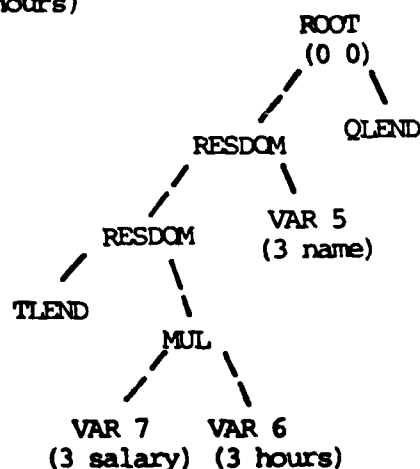 hours)
ROOT
(0 0)
RESDOM
QLEND
RESDOM
VAR 5
(3 name)
TLEND
MUL
VAR 7
VAR 6
(3 salary)
(3 hours)